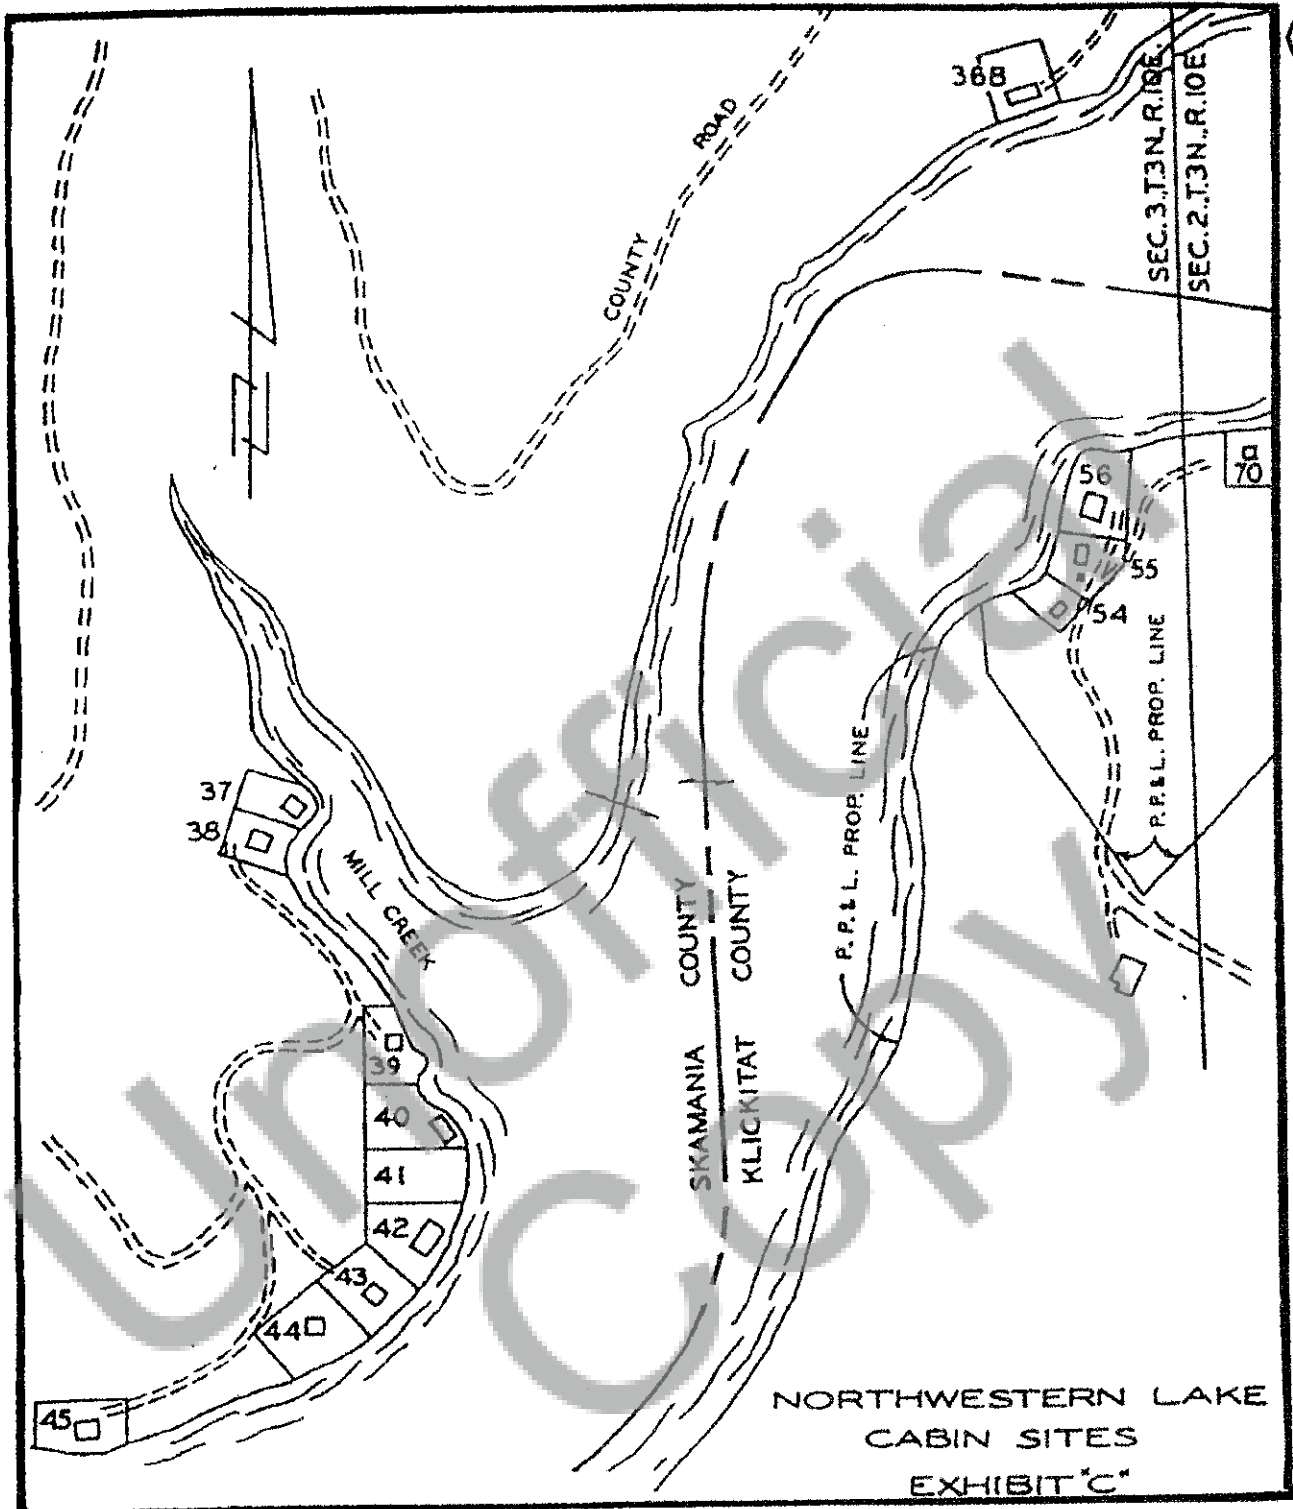 36B
SEC. 3, T.3N., R.10E.
SEC. 2., T.3N., R.10E.
COUNTY ROAD
70
56
55
54
P.P.& L. PROP. LINE
P.P.& L. PROP. LINE
37
38
MILL CREEK
SKAMANIA COUNTY
KLICKITAT COUNTY
39
40
41
42
43
44
45
NORTHWESTERN LAKE
CABIN SITES
EXHIBIT "C"
Unofficial
Copy